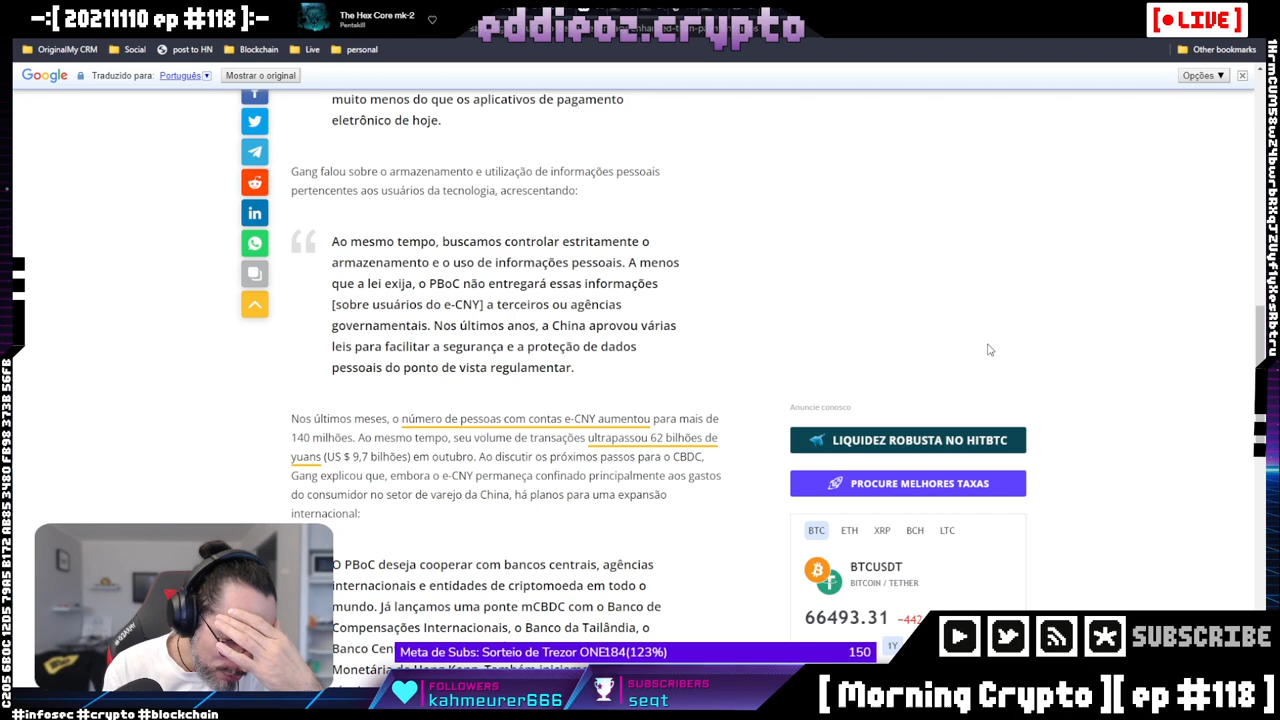 —:[ 20211110 ep #118 ]:—
The Hex Core mk-2
Pentakill
eddieoz.crypto
[●LIVE]
OriginalMy CRM
Social
post to HN
Blockchain
Live
personal
Other bookmarks
Google
Traduzido para: Português
Mostrar o original
Opções ▼
muito menos do que os aplicativos de pagamento
eletrônico de hoje.
Gang falou sobre o armazenamento e utilização de informações pessoais
pertencentes aos usuários da tecnologia, acrescentando:
Ao mesmo tempo, buscamos controlar estritamente o
armazenamento e o uso de informações pessoais. A menos
que a lei exija, o PBoC não entregará essas informações
[sobre usuários do e-CNY] a terceiros ou agências
governamentais. Nos últimos anos, a China aprovou várias
leis para facilitar a segurança e a proteção de dados
pessoais do ponto de vista regulamentar.
Nos últimos meses, o número de pessoas com contas e-CNY aumentou para mais de
140 milhões. Ao mesmo tempo, seu volume de transações ultrapassou 62 bilhões de
yuans (US $ 9,7 bilhões) em outubro. Ao discutir os próximos passos para o CBDC,
Gang explicou que, embora o e-CNY permaneça confinado principalmente aos gastos
do consumidor no setor de varejo da China, há planos para uma expansão
internacional:
O PBoC deseja cooperar com bancos centrais, agências
internacionais e entidades de criptomoeda em todo o
mundo. Já lançamos uma ponte mCBDC com o Banco de
Compensações Internacionais, o Banco da Tailândia, o
Banco Cen
Anuncie conosco
LIQUIDEZ ROBUSTA NO HITBTC
PROCURE MELHORES TAXAS
BTC ETH XRP BCH LTC
BTCUSDT
BITCOIN / TETHER
66493.31 -442
1Y
Meta de Subs: Sorteio de Trezor ONE184(123%) 150
FOLLOWERS
kahmeurer666
SUBSCRIBERS
seqt
SUBSCRIBE
[ Morning Crypto ][ ep #118 ]
#infosec #crypto #blockchain